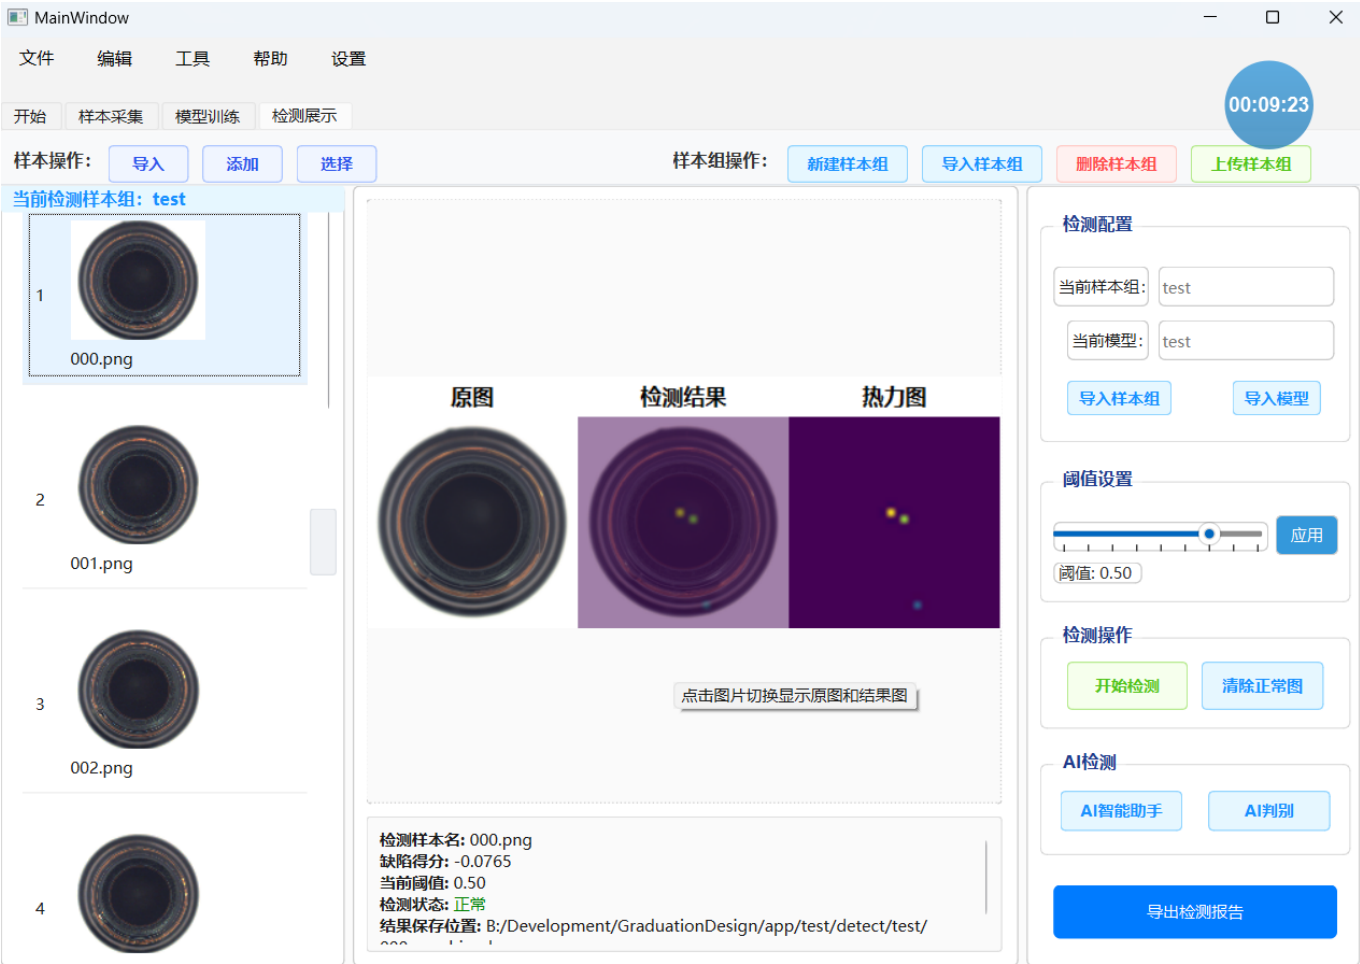 MainWindow
文件 编辑 工具 帮助 设置
00:09:23
开始 样本采集 模型训练 检测展示
样本操作: 导入 添加 选择 样本组操作: 新建样本组 导入样本组 删除样本组 上传样本组
当前检测样本组: test
1
000.png
2
001.png
3
002.png
4
原图 检测结果 热力图
点击图片切换显示原图和结果图
检测样本名: 000.png
缺陷得分: -0.0765
当前阈值: 0.50
检测状态: 正常
结果保存位置: B:/Development/GraduationDesign/app/test/detect/test/
检测配置
当前样本组: test
当前模型: test
导入样本组 导入模型
阈值设置
应用
阈值: 0.50
检测操作
开始检测 清除正常图
AI检测
AI智能助手 AI判别
导出检测报告